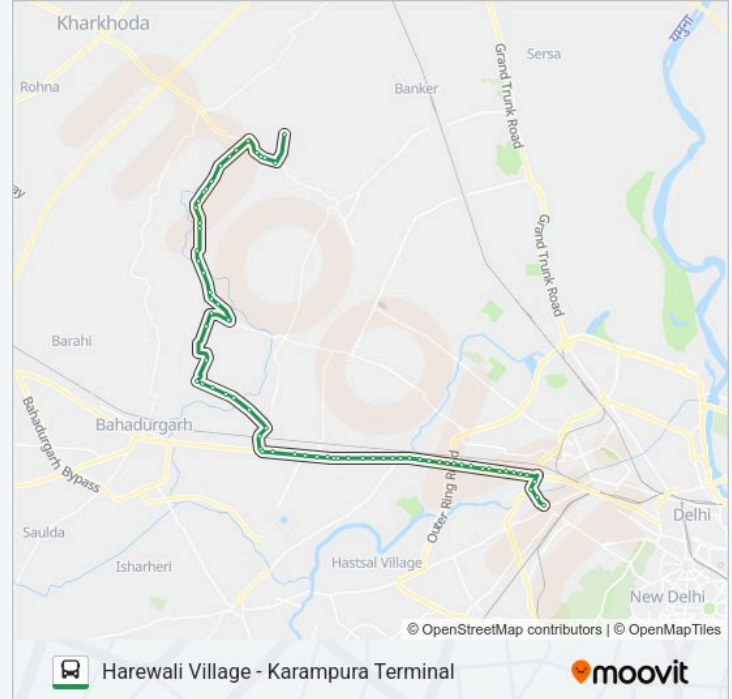 Kharkhoda
Sersa
यमुना
Rohna
Banker
Grand Trunk Road
Grand Trunk Road
Barahi
Bahadurgarh
Bahadurgarh Bypass
Outer Ring Road
Saulda
Delhi
Isharheri
Hastsal Village
New Delhi
© OpenStreetMap contributors | © OpenMapTiles
Harewali Village - Karampura Terminal
moovit